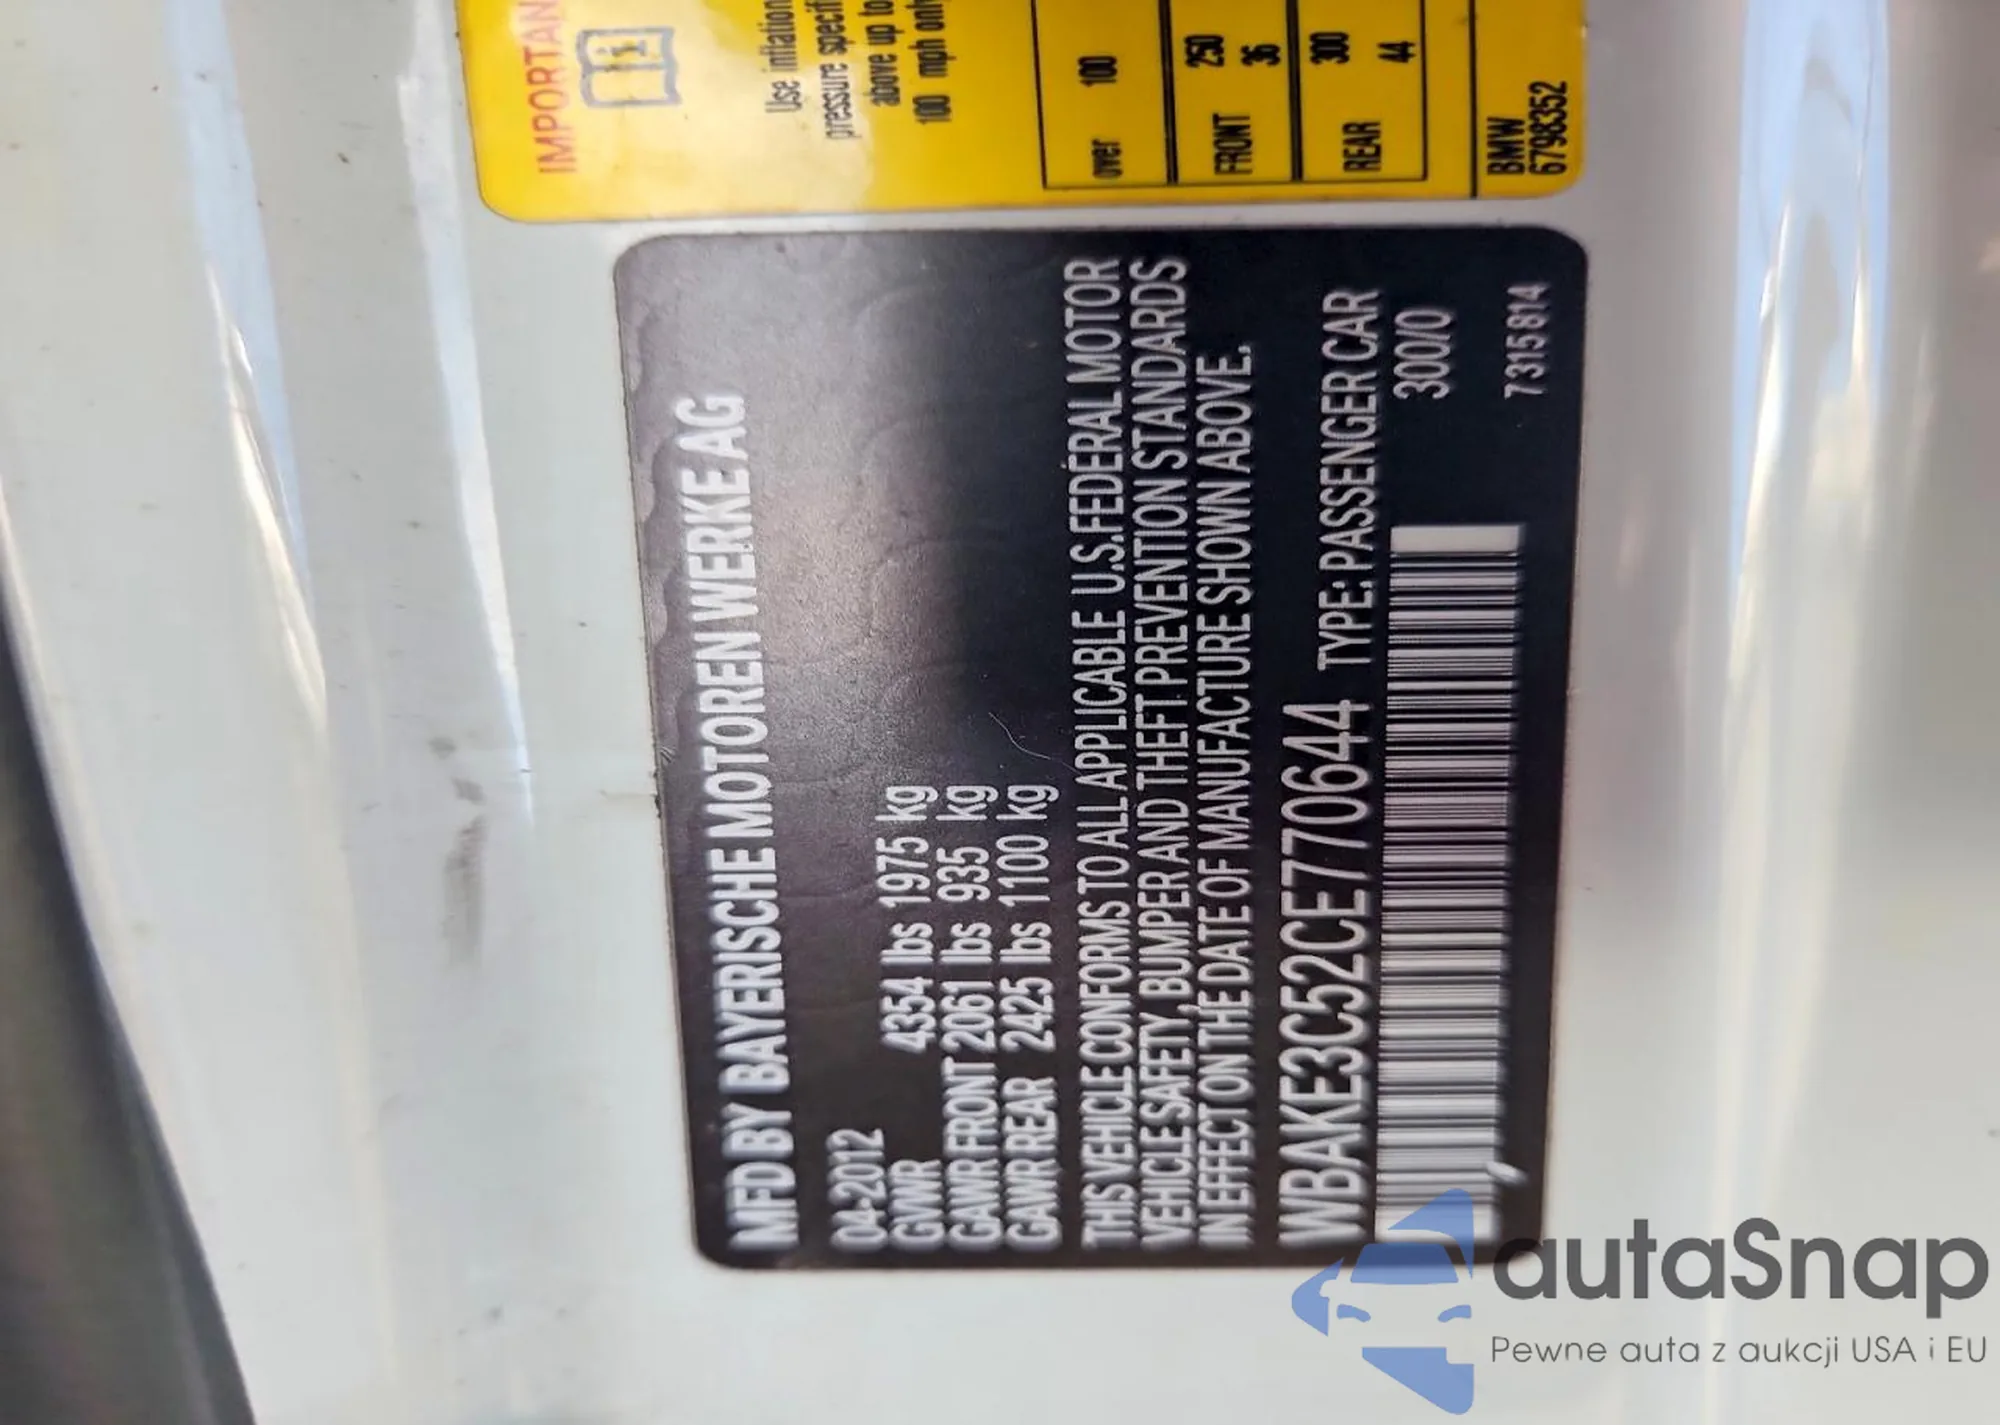 IMPORTAN
Use inflation
pressure specif
above up to
100 mph only
over 100
FRONT 250
36
REAR 300
44
BMW
6798352
MFD BY BAYERISCHE MOTOREN WERKE AG
04-2012
GVWR 4354 lbs 1975 kg
GAWR FRONT 2061 lbs 935 kg
GAWR REAR 2425 lbs 1100 kg
THIS VEHICLE CONFORMS TO ALL APPLICABLE U.S.FEDERAL MOTOR
VEHICLE SAFETY, BUMPER AND THEFT PREVENTION STANDARDS
IN EFFECT ON THE DATE OF MANUFACTURE SHOWN ABOVE.
WBAKE3C52CE770644 TYPE: PASSENGER CAR
300/0
7315814
autaSnap
Pewne auta z aukcji USA i EU